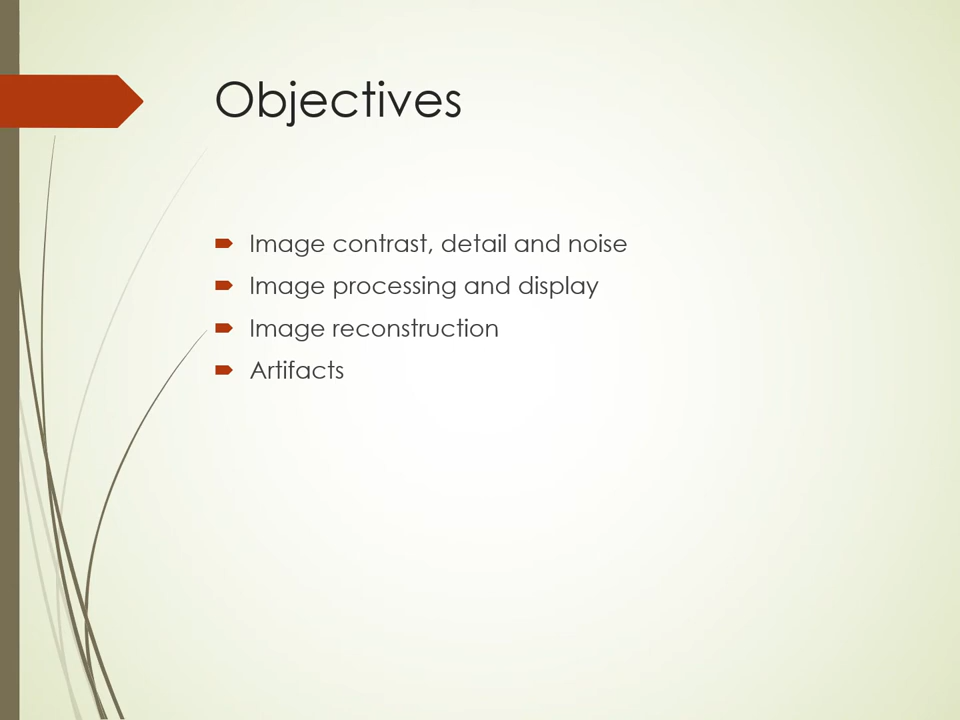 Objectives
Image contrast, detail and noise
Image processing and display
Image reconstruction
Artifacts